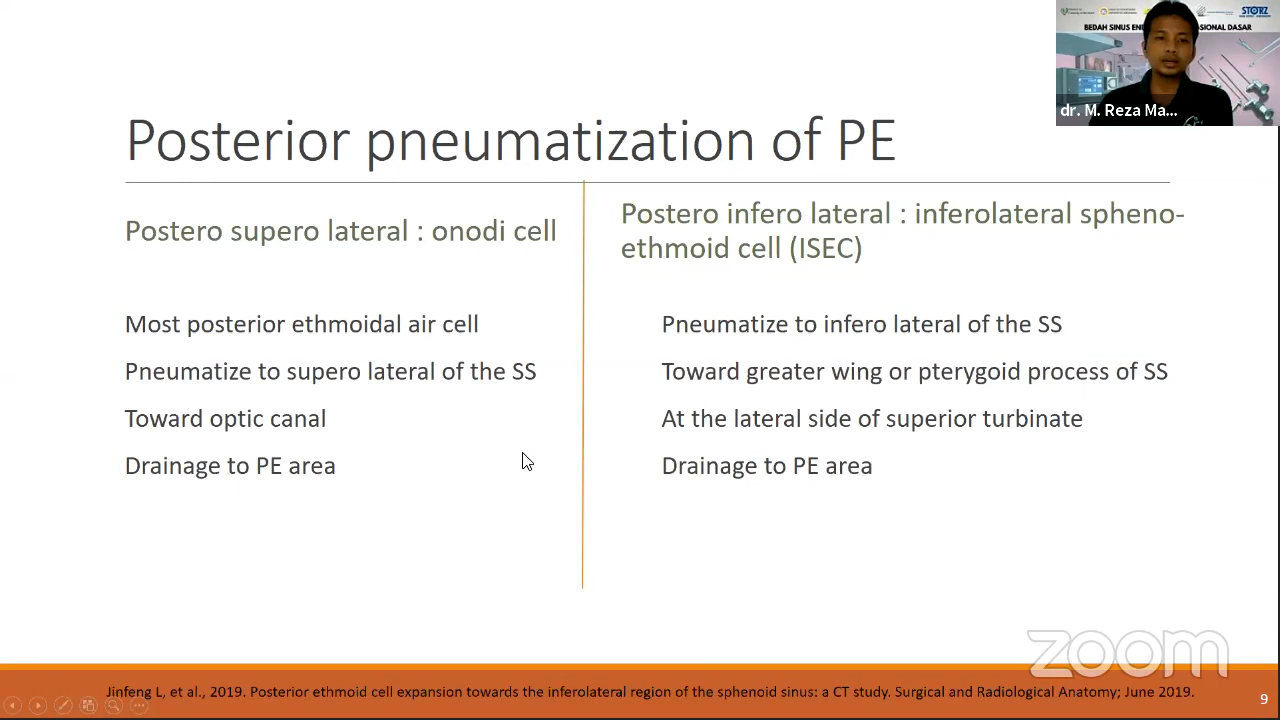 Posterior pneumatization of PE
Postero supero lateral : onodi cell
Most posterior ethmoidal air cell
Pneumatize to supero lateral of the SS
Toward optic canal
Drainage to PE area
Postero infero lateral : inferolateral spheno-
ethmoid cell (ISEC)
Pneumatize to infero lateral of the SS
Toward greater wing or pterygoid process of SS
At the lateral side of superior turbinate
Drainage to PE area
STORZ
BEDAH SINUS
DASAR
dr. M. Reza Ma...
zoom
Jinfeng L, et al., 2019. Posterior ethmoid cell expansion towards the inferolateral region of the sphenoid sinus: a CT study. Surgical and Radiological Anatomy; June 2019.
9